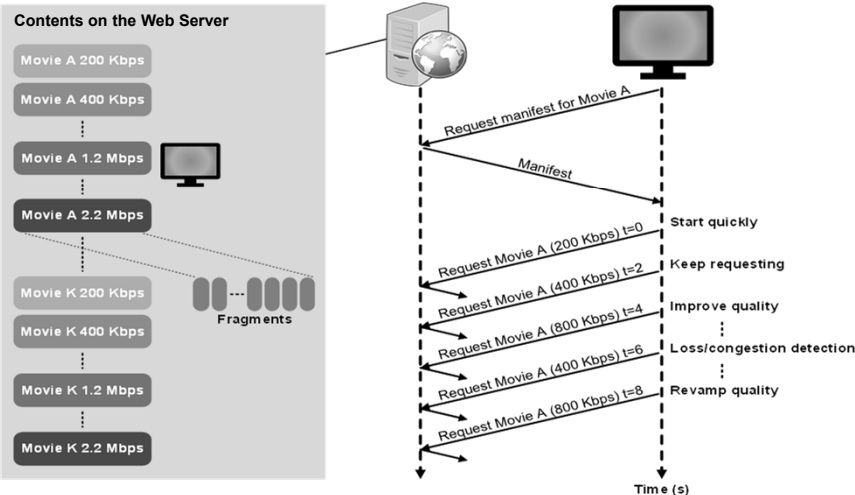 Contents on the Web Server
Movie A 200 Kbps
Movie A 400 Kbps
Movie A 1.2 Mbps
Movie A 2.2 Mbps
Movie K 200 Kbps
Movie K 400 Kbps
Movie K 1.2 Mbps
Movie K 2.2 Mbps
Fragments
Request manifest for Movie A
Manifest
Start quickly
Request Movie A (200 Kbps) t=0
Keep requesting
Request Movie A (400 Kbps) t=2
Improve quality
Request Movie A (800 Kbps) t=4
Loss/congestion detection
Request Movie A (400 Kbps) t=6
Revamp quality
Request Movie A (800 Kbps) t=8
Time (s)